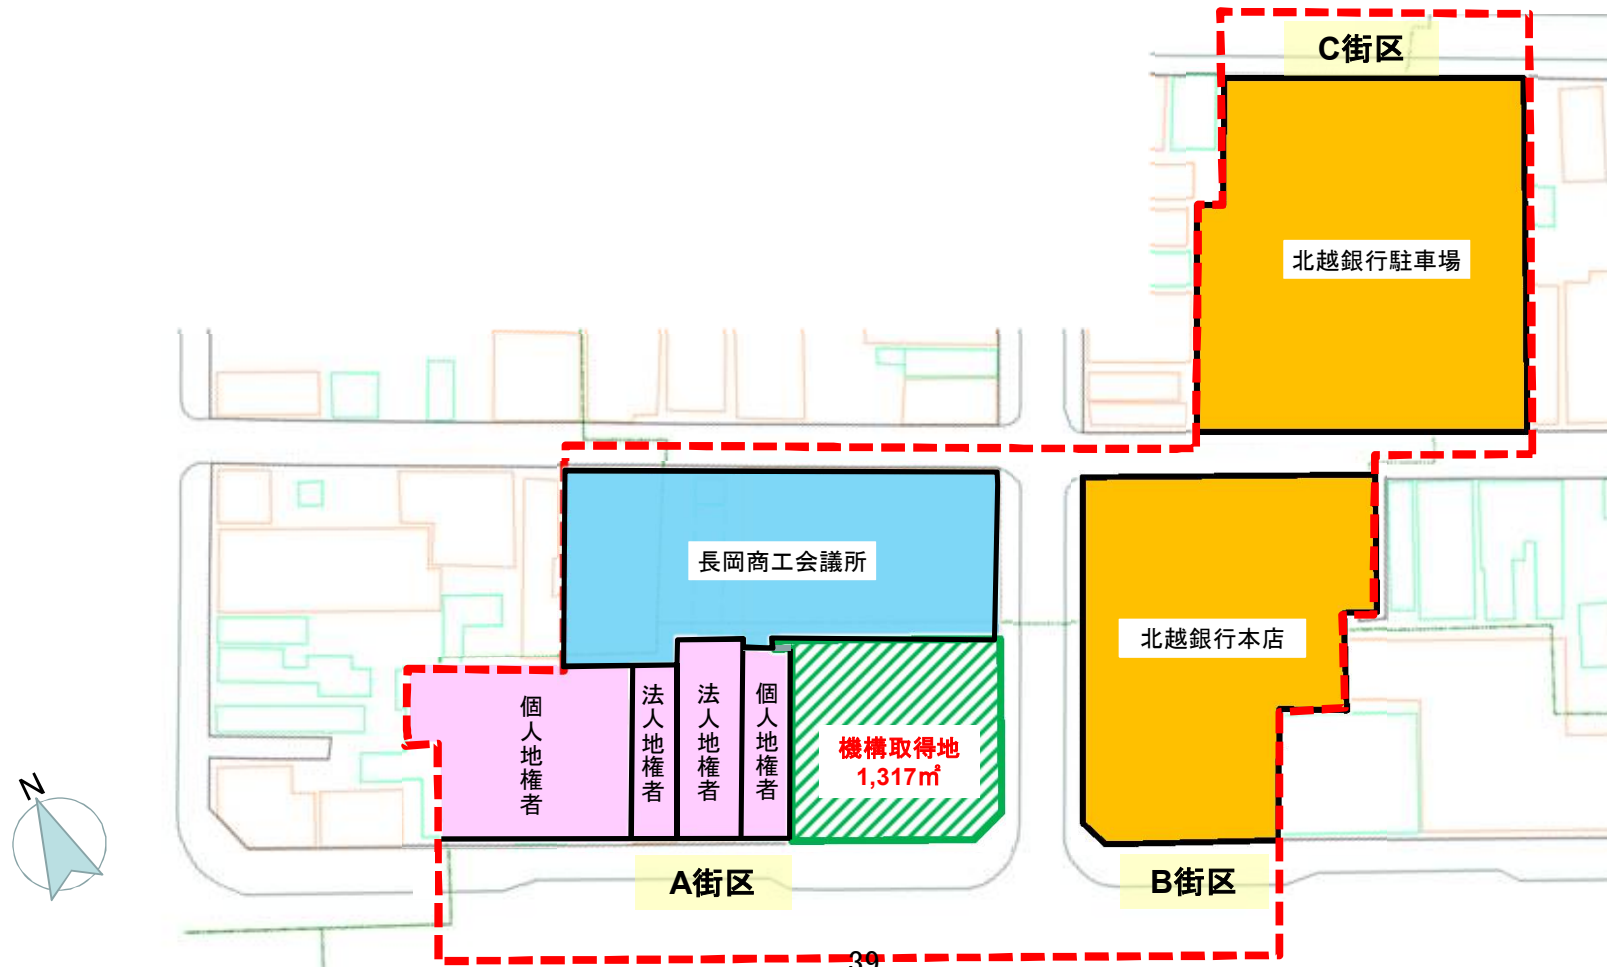 C街区
北越銀行駐車場
長岡商工会議所
北越銀行本店
個人地権者
法人地権者
法人地権者
個人地権者
機構取得地
1,317㎡
N
A街区
B街区
39